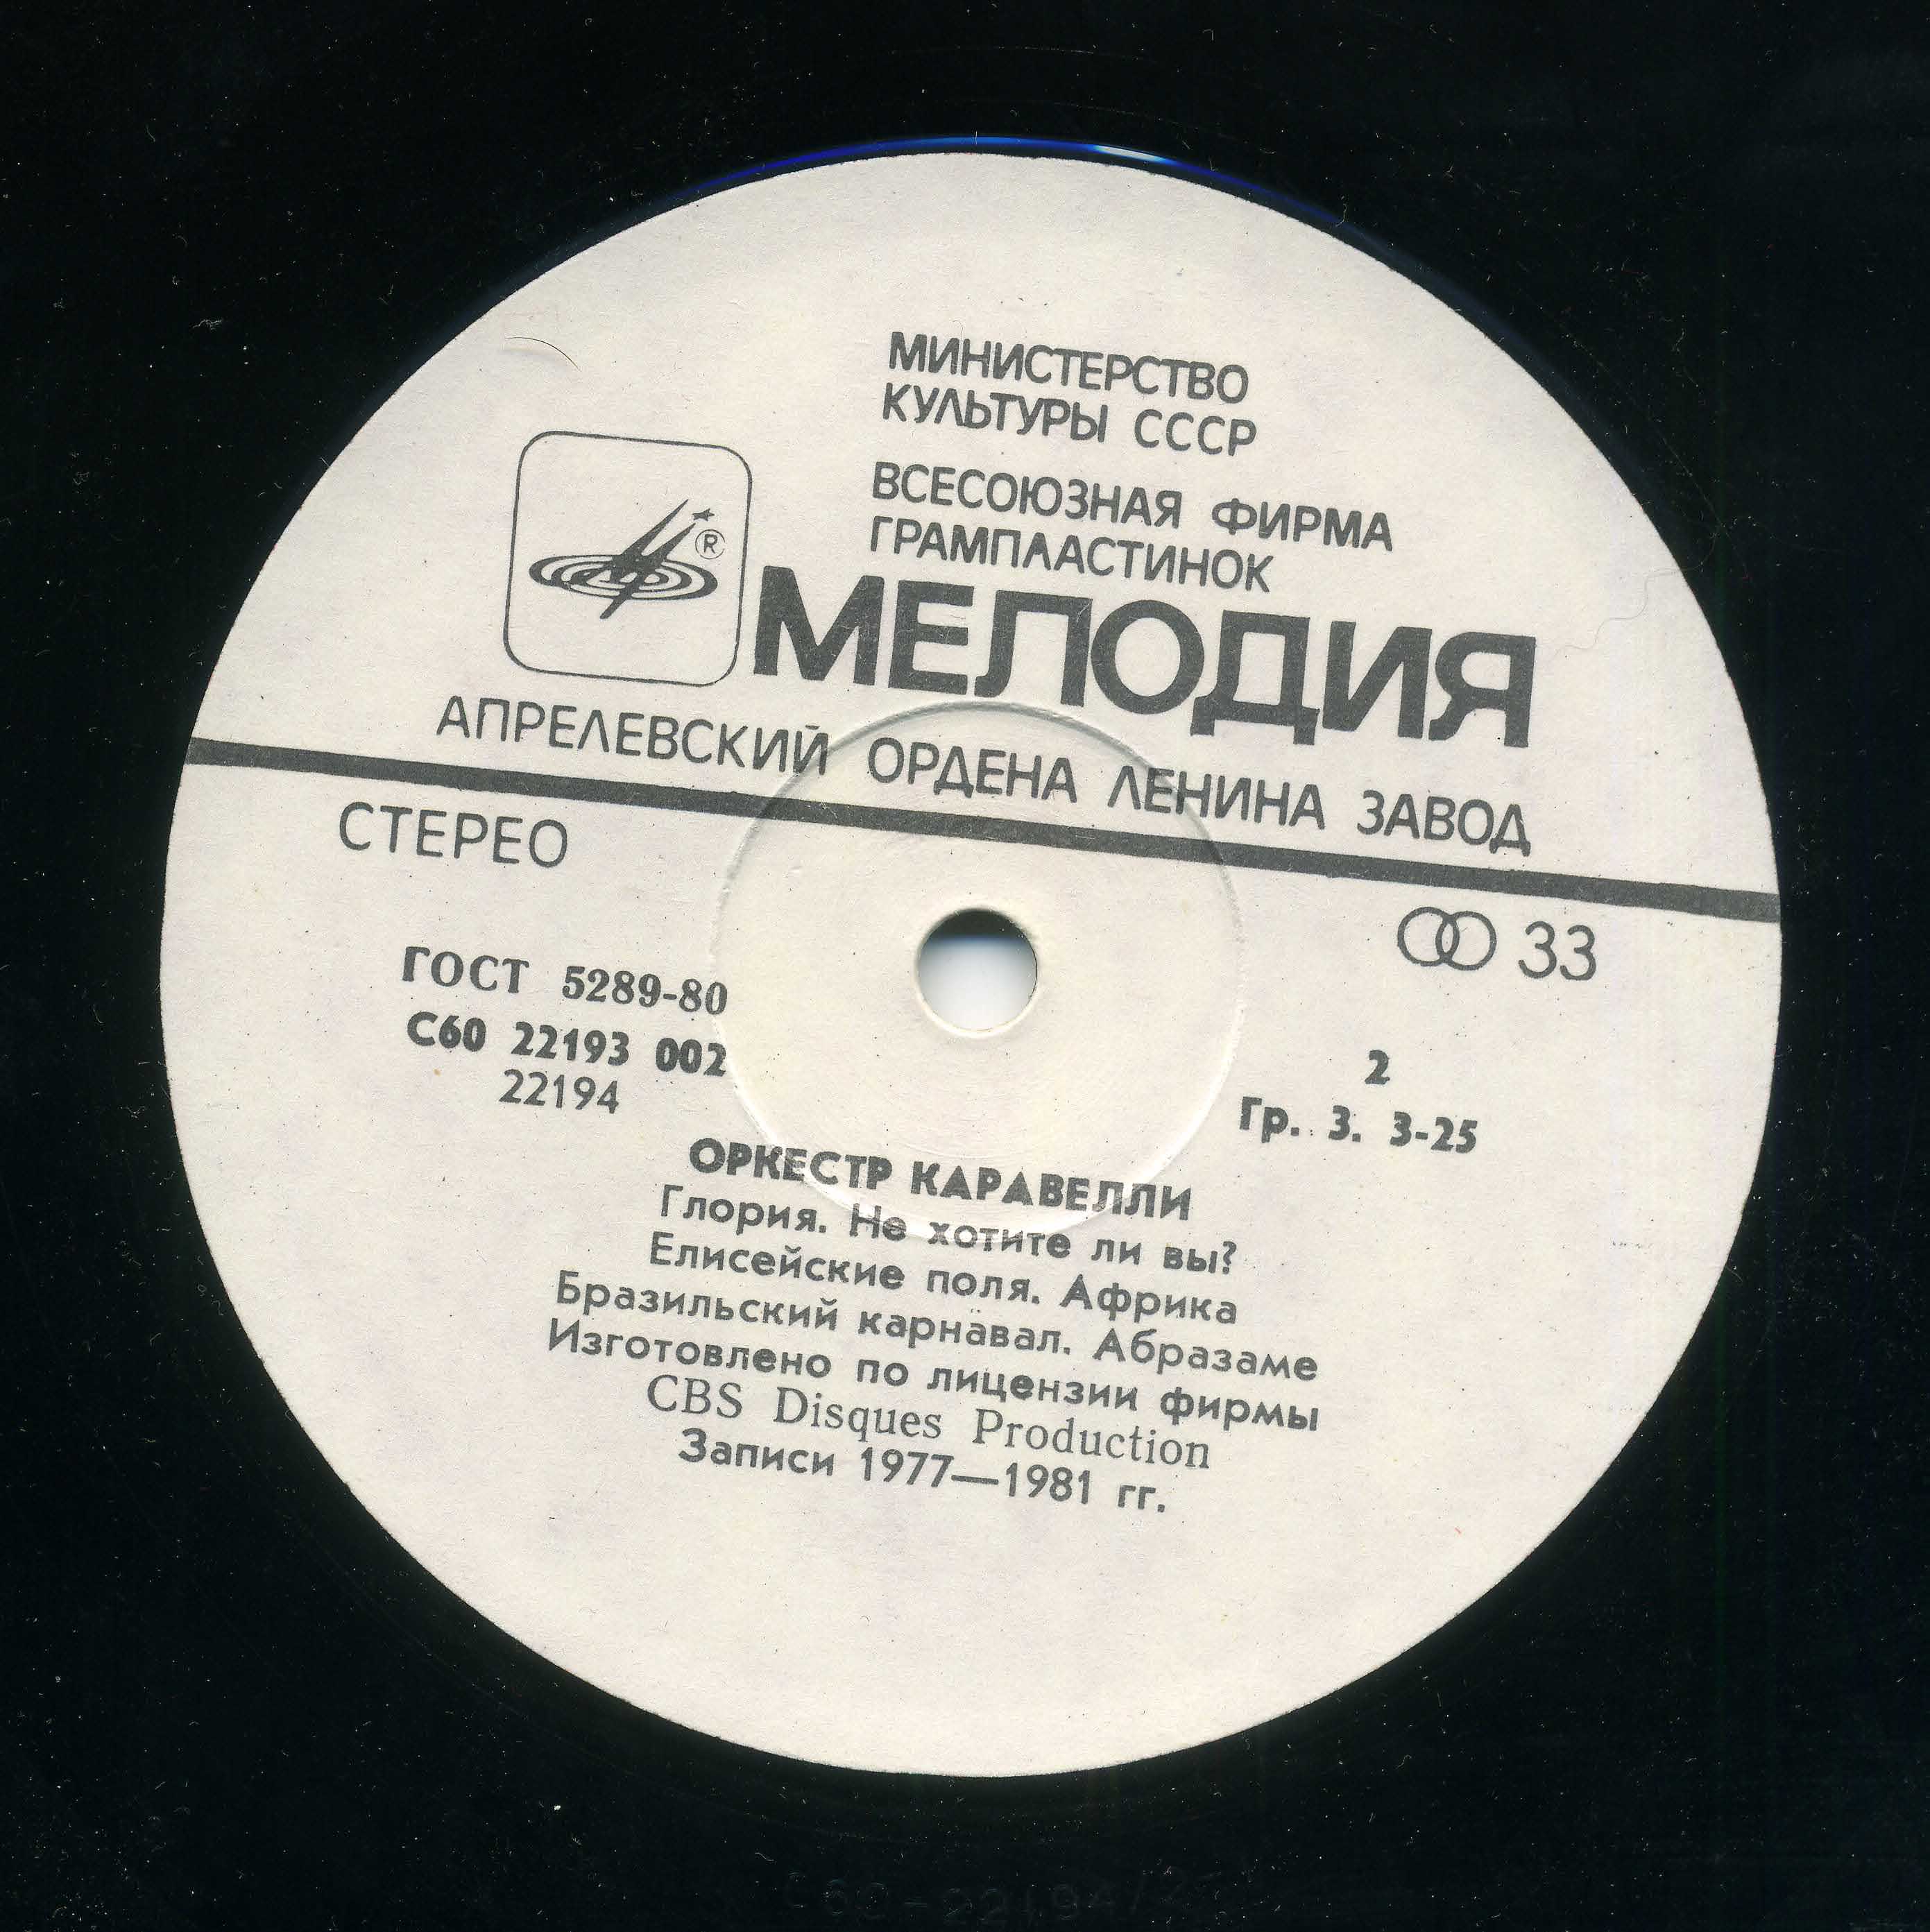 МИНИСТЕРСТВО
КУЛЬТУРЫ СССР
ВСЕСОЮЗНАЯ ФИРМА
ГРАМПЛАСТИНОК
®
МЕЛОДИЯ
АПРЕЛЕВСКИЙ ОРДЕНА ЛЕНИНА ЗАВОД
СТЕРЕО
33
ГОСТ 5289-80
С60 22193 002
22194
2
Гр. 3. 3-25
ОРКЕСТР КАРАВЕЛЛИ
Глория. Не хотите ли вы?
Елисейские поля. Африка
Бразильский карнавал. Абразаме
Изготовлено по лицензии фирмы
CBS Disques Production
Записи 1977—1981 гг.